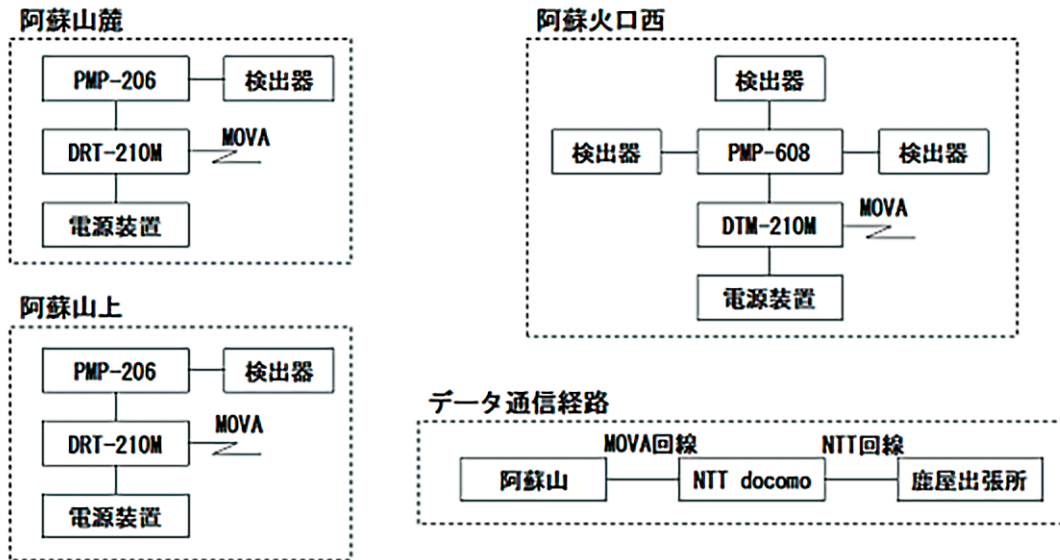 阿蘇山麓
PMP-206
検出器
DRT-210M
MOVA
電源装置
阿蘇山上
PMP-206
検出器
DRT-210M
MOVA
電源装置
阿蘇火口西
検出器
検出器
PMP-608
検出器
DTM-210M
MOVA
電源装置
データ通信経路
MOVA回線
NTT回線
阿蘇山
NTT docomo
鹿屋出張所